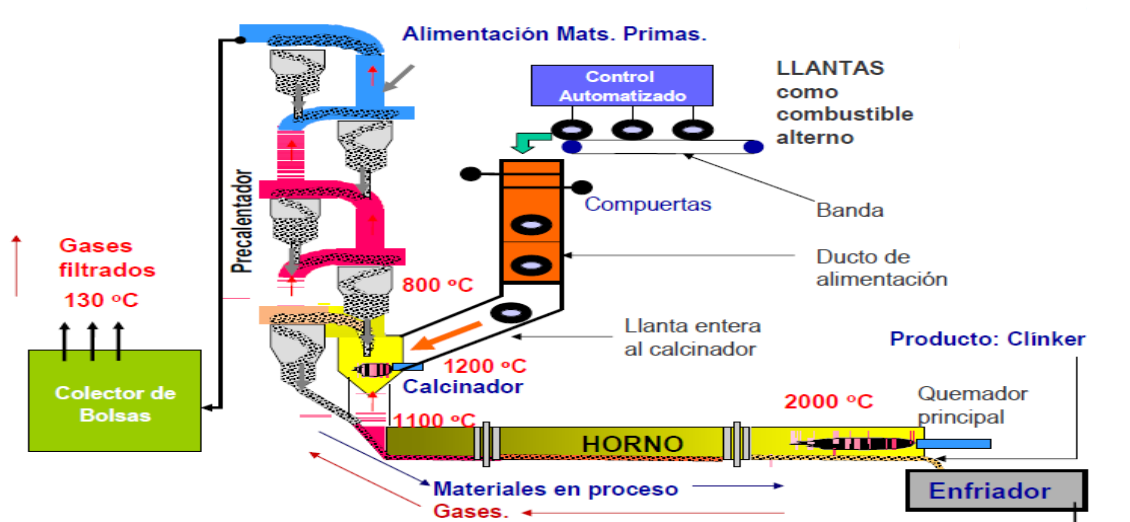 Alimentación Mats. Primas.
Control
Automatizado
LLANTAS
como
combustible
alterno
Precalentador
Compuertas
Banda
Gases
filtrados
130 ºC
800 ºC
Ducto de
alimentación
Llanta entera
al calcinador
Producto: Clinker
1200 ºC
Calcinador
Colector de
Bolsas
2000 ºC
Quemador
principal
1100 ºC
HORNO
Materiales en proceso
Gases.
Enfriador